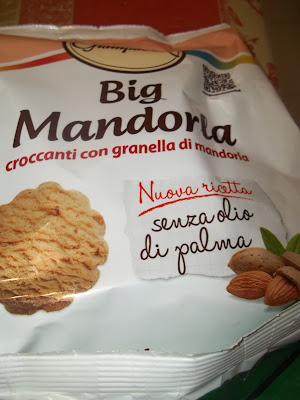 Big
Mandorla
croccanti con granella di mandorla
Nuova ricetta
senza olio
di palma